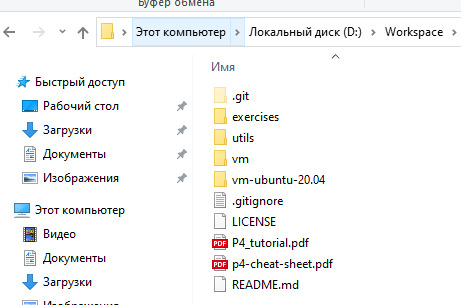 Буфер обмена
Этот компьютер > Локальный диск (D:) > Workspace >
Имя
Быстрый доступ
Рабочий стол
Загрузки
Документы
Изображения
Этот компьютер
Видео
Документы
Загрузки
.git
exercises
utils
vm
vm-ubuntu-20.04
.gitignore
LICENSE
PDF P4_tutorial.pdf
PDF p4-cheat-sheet.pdf
README.md